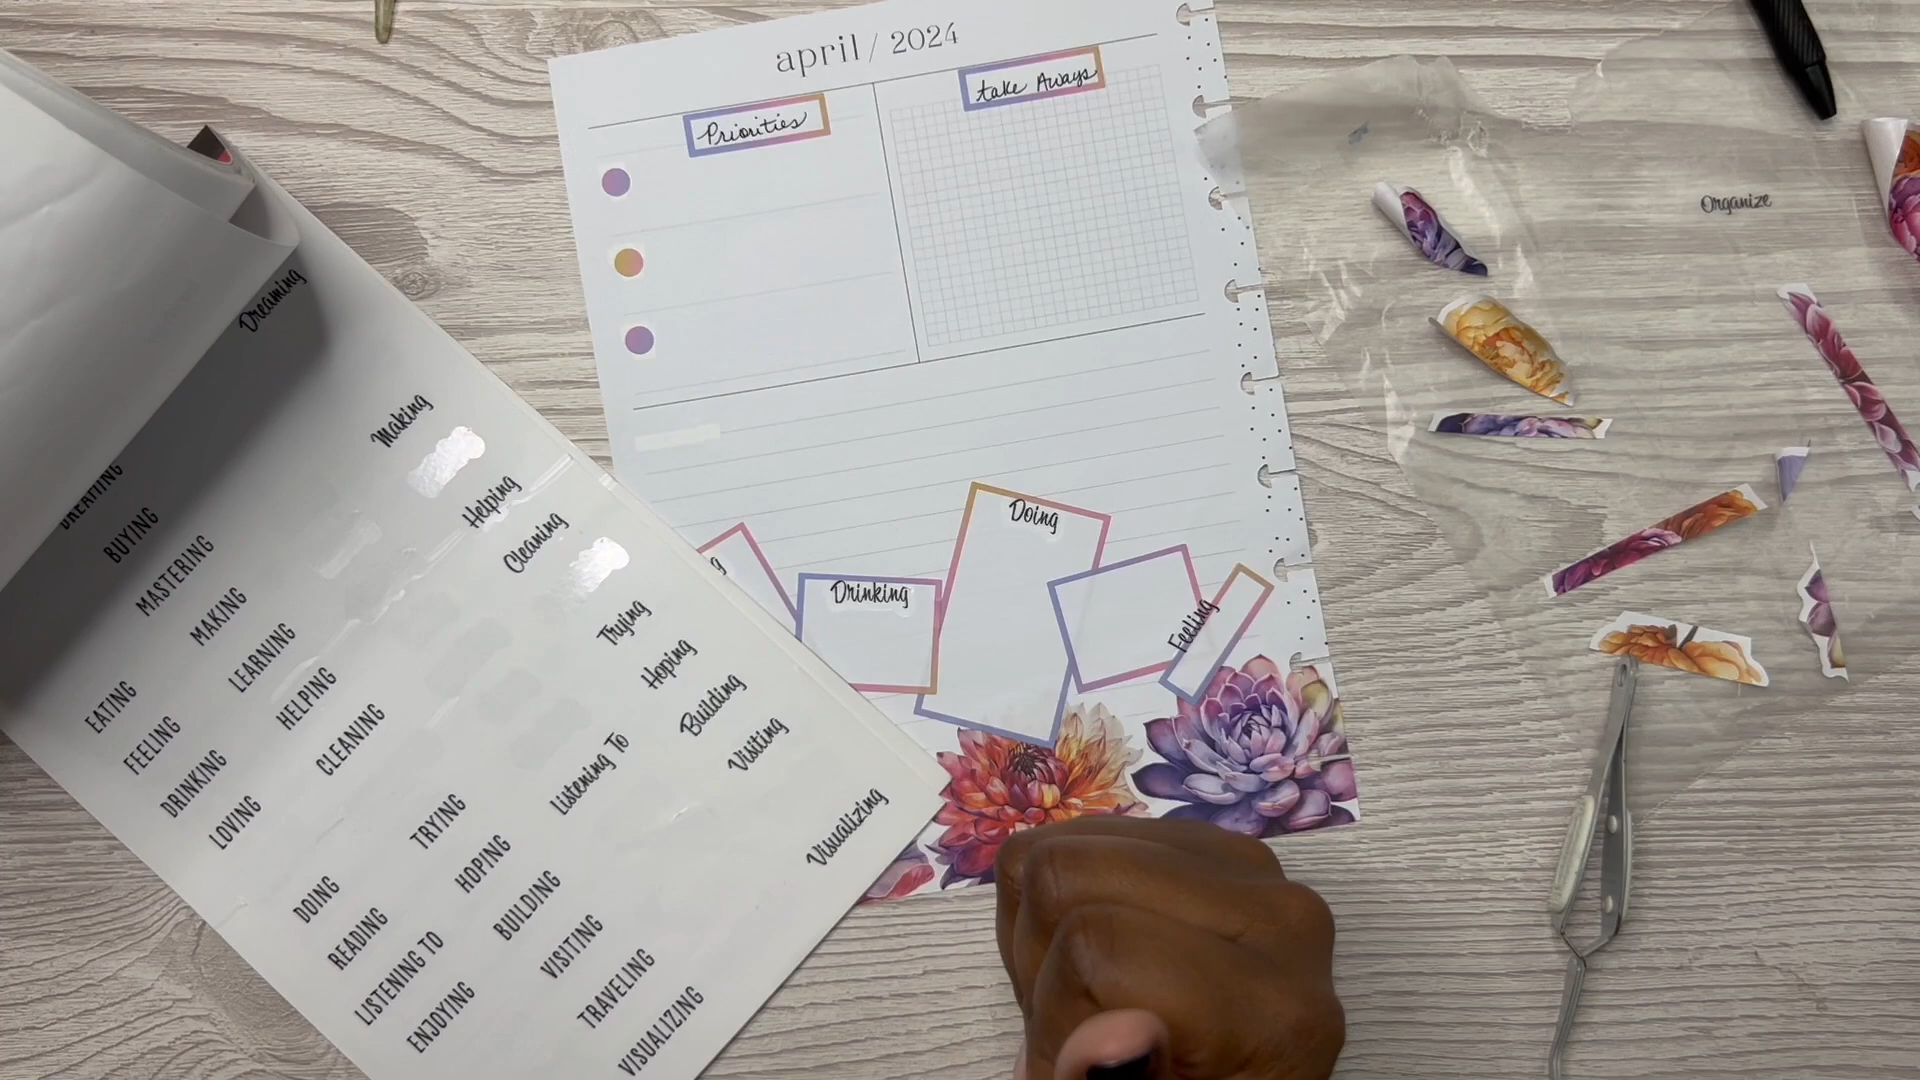 april / 2024
Priorities
take Aways
Doing
Drinking
Feeling
Organize
Dreaming
Making
Helping
Cleaning
Trying
Hoping
Building
Visiting
Listening To
Visualizing
DREAMING
BUYING
MASTERING
MAKING
LEARNING
HELPING
CLEANING
EATING
FEELING
DRINKING
LOVING
TRYING
HOPING
BUILDING
VISITING
TRAVELING
VISUALIZING
DOING
READING
LISTENING TO
ENJOYING